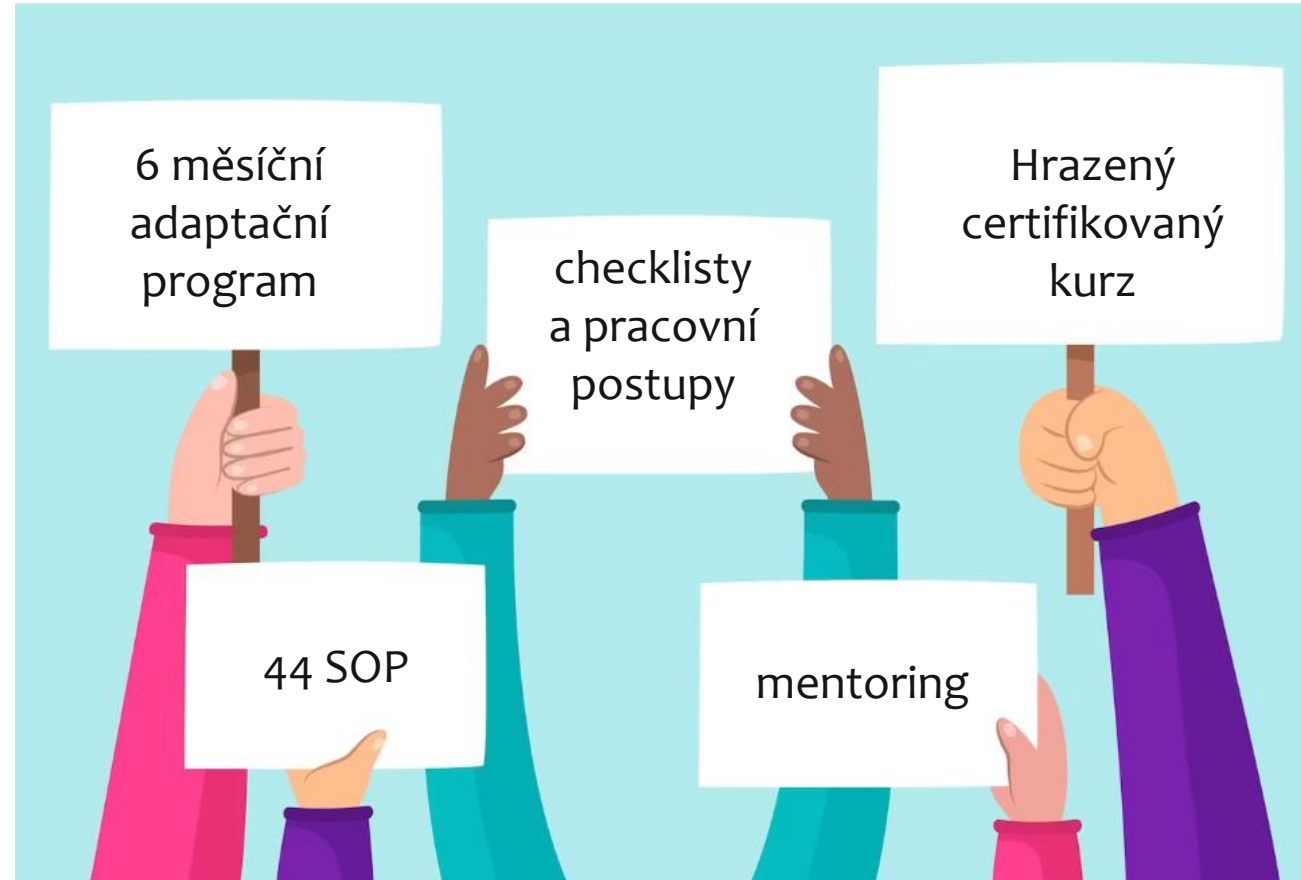 6 měsíční
adaptační
program
checklisty
a pracovní
postupy
Hrazený
certifikovaný
kurz
44 SOP
mentoring